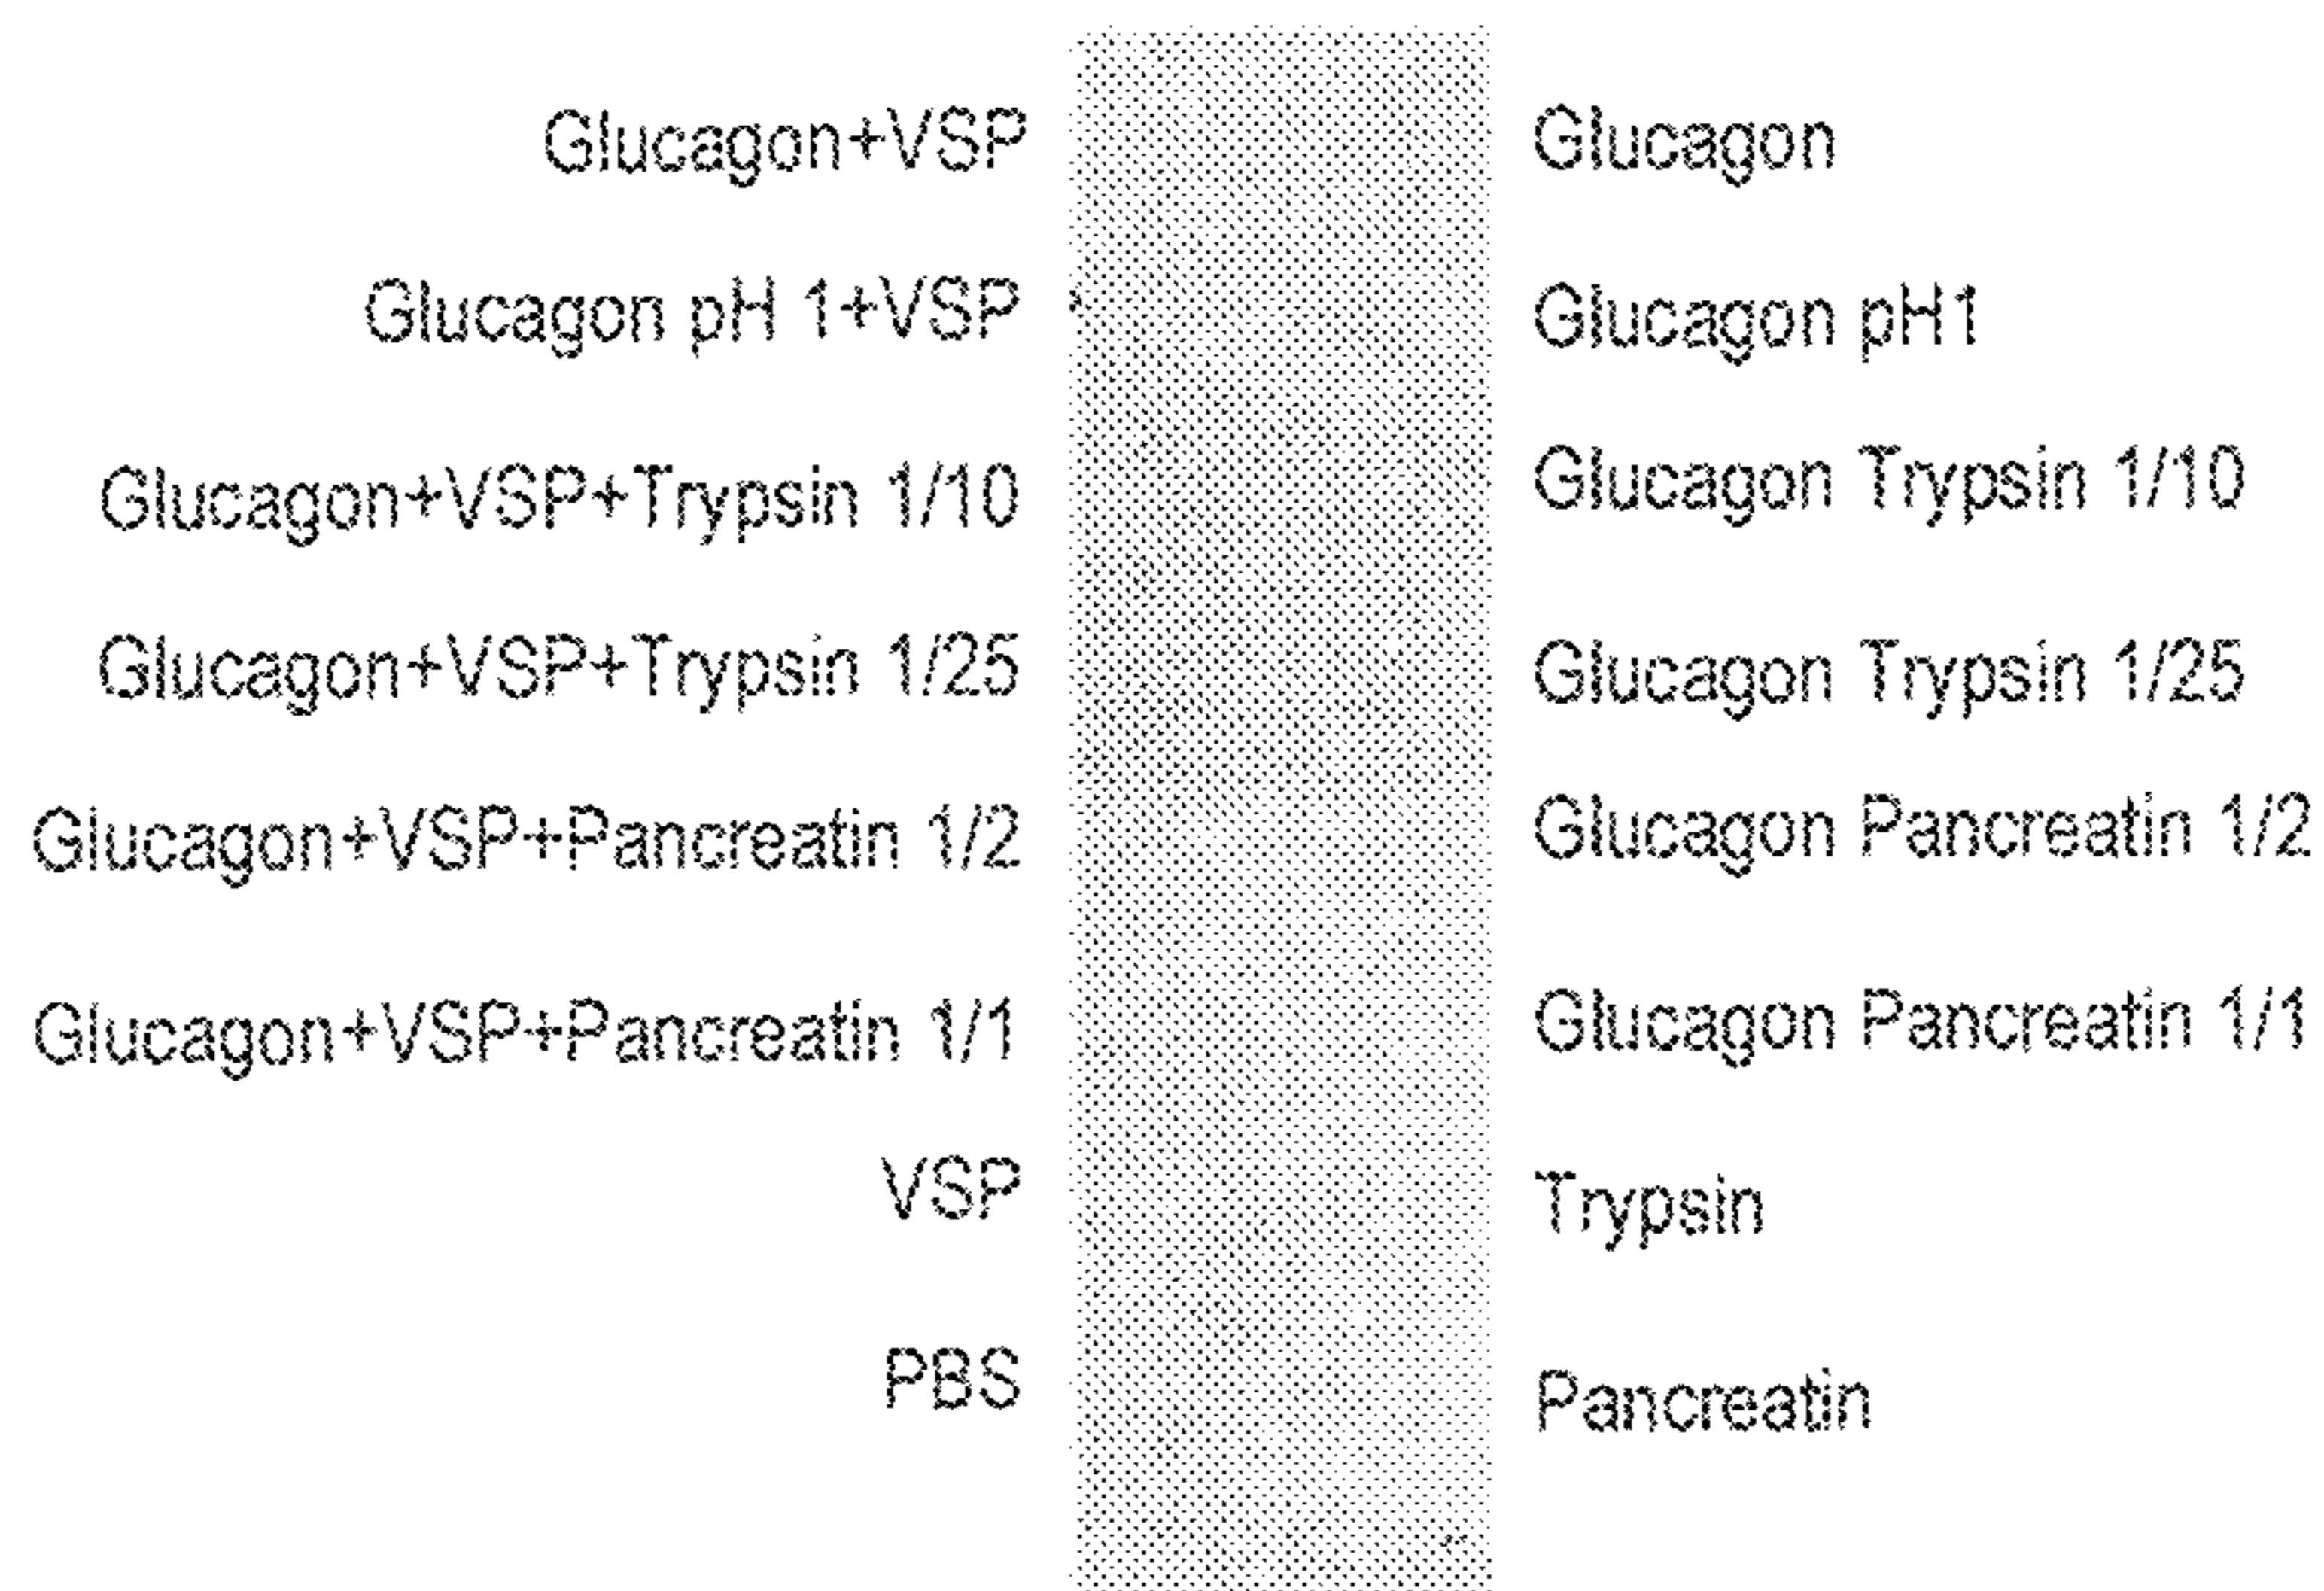 Glucagon+VSP
Glucagon
Glucagon pH 1+VSP
Glucagon pH1
Glucagon+VSP+Trypsin 1/10
Glucagon Trypsin 1/10
Glucagon+VSP+Trypsin 1/25
Glucagon Trypsin 1/25
Glucagon+VSP+Pancreatin 1/2
Glucagon Pancreatin 1/2
Glucagon+VSP+Pancreatin 1/1
Glucagon Pancreatin 1/1
VSP
Trypsin
PBS
Pancreatin